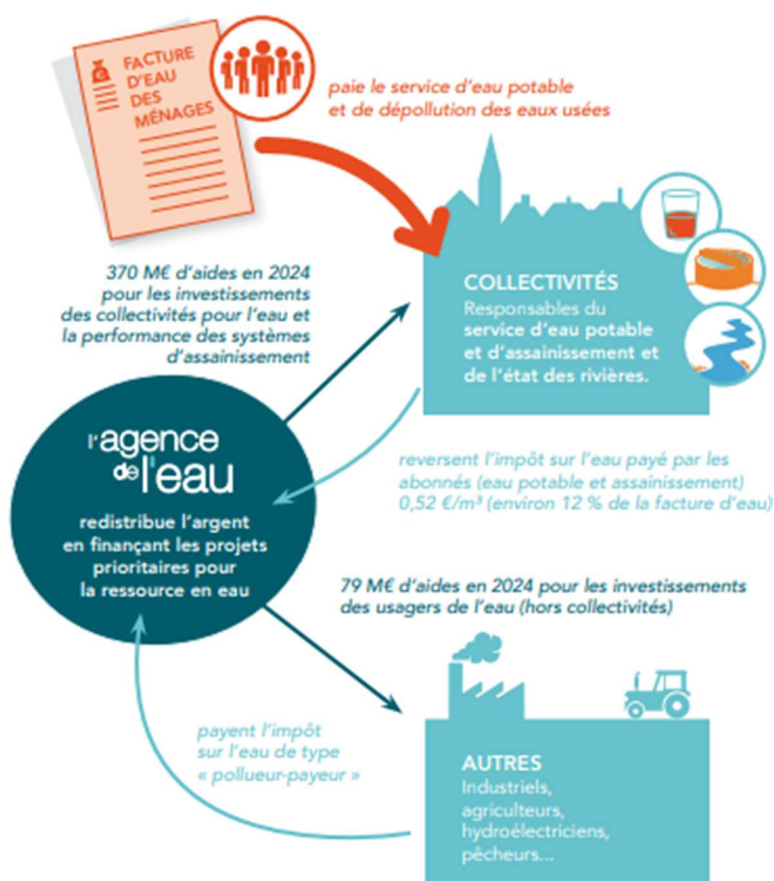 FACTURE
D'EAU
DES
MÉNAGES
paie le service d'eau potable
et de dépollution des eaux usées
370 M€ d'aides en 2024
pour les investissements
des collectivités pour l'eau et
la performance des systèmes
d'assainissement
COLLECTIVITÉS
Responsables du
service d'eau potable
et d'assainissement et
de l'état des rivières.
l'agence
de l'eau
redistribue l'argent
en finançant les projets
prioritaires pour
la ressource en eau
reversent l'impôt sur l'eau payé par les
abonnés (eau potable et assainissement)
0,52 €/m³ (environ 12 % de la facture d'eau)
79 M€ d'aides en 2024 pour les investissements
des usagers de l'eau (hors collectivités)
payent l'impôt
sur l'eau de type
« pollueur-payeur »
AUTRES
Industriels,
agriculteurs,
hydroélectriciens,
pêcheurs...